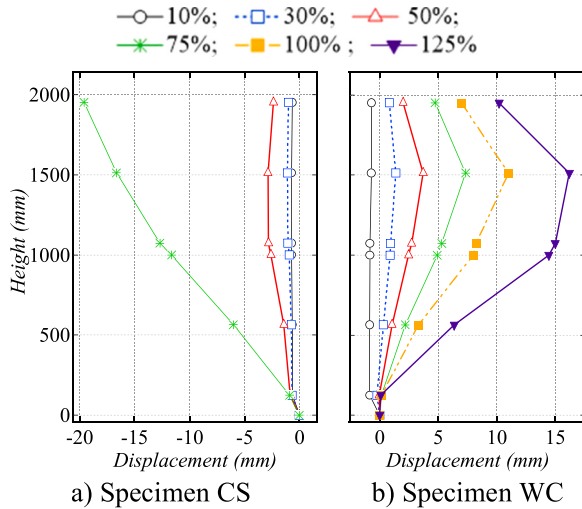 10%; 30%; 50%;
75%; 100% ; 125%
2000
1500
1000
500
0
Height (mm)
-20 -15 -10 -5 0
0 5 10 15
Displacement (mm) Displacement (mm)
a) Specimen CS b) Specimen WC